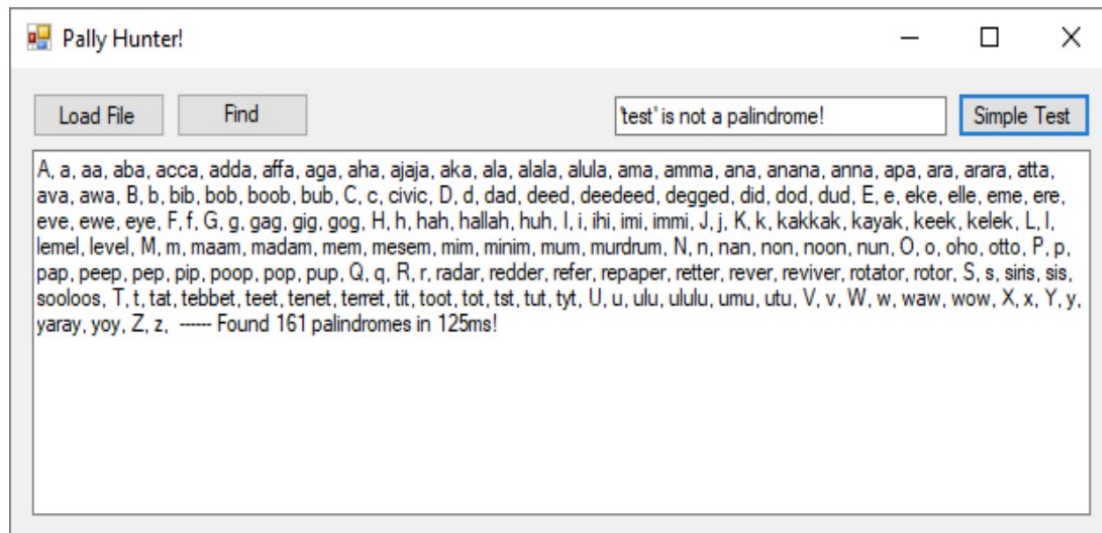 Pally Hunter!
Load File Find 'test' is not a palindrome! Simple Test
A, a, aa, aba, acca, adda, affa, aga, aha, ajaja, aka, ala, alala, alula, ama, amma, ana, anana, anna, apa, ara, arara, atta,
ava, awa, B, b, bib, bob, boob, bub, C, c, civic, D, d, dad, deed, deedeed, degged, did, dod, dud, E, e, eke, elle, eme, ere,
eve, ewe, eye, F, f, G, g, gag, gig, gog, H, h, hah, hallah, huh, I, i, ihi, imi, immi, J, j, K, k, kakkak, kayak, keek, kelek, L, l,
lemel, level, M, m, maam, madam, mem, mesem, mim, minim, mum, murdrum, N, n, nan, non, noon, nun, O, o, oho, otto, P, p,
pap, peep, pep, pip, poop, pop, pup, Q, q, R, r, radar, redder, refer, repaper, retter, rever, reviver, rotator, rotor, S, s, siris, sis,
sooloos, T, t, tat, tebbet, teet, tenet, terret, tit, toot, tot, tst, tut, tyt, U, u, ulu, ululu, umu, utu, V, v, W, w, waw, wow, X, x, Y, y,
yaray, yoy, Z, z,  ------ Found 161 palindromes in 125ms!